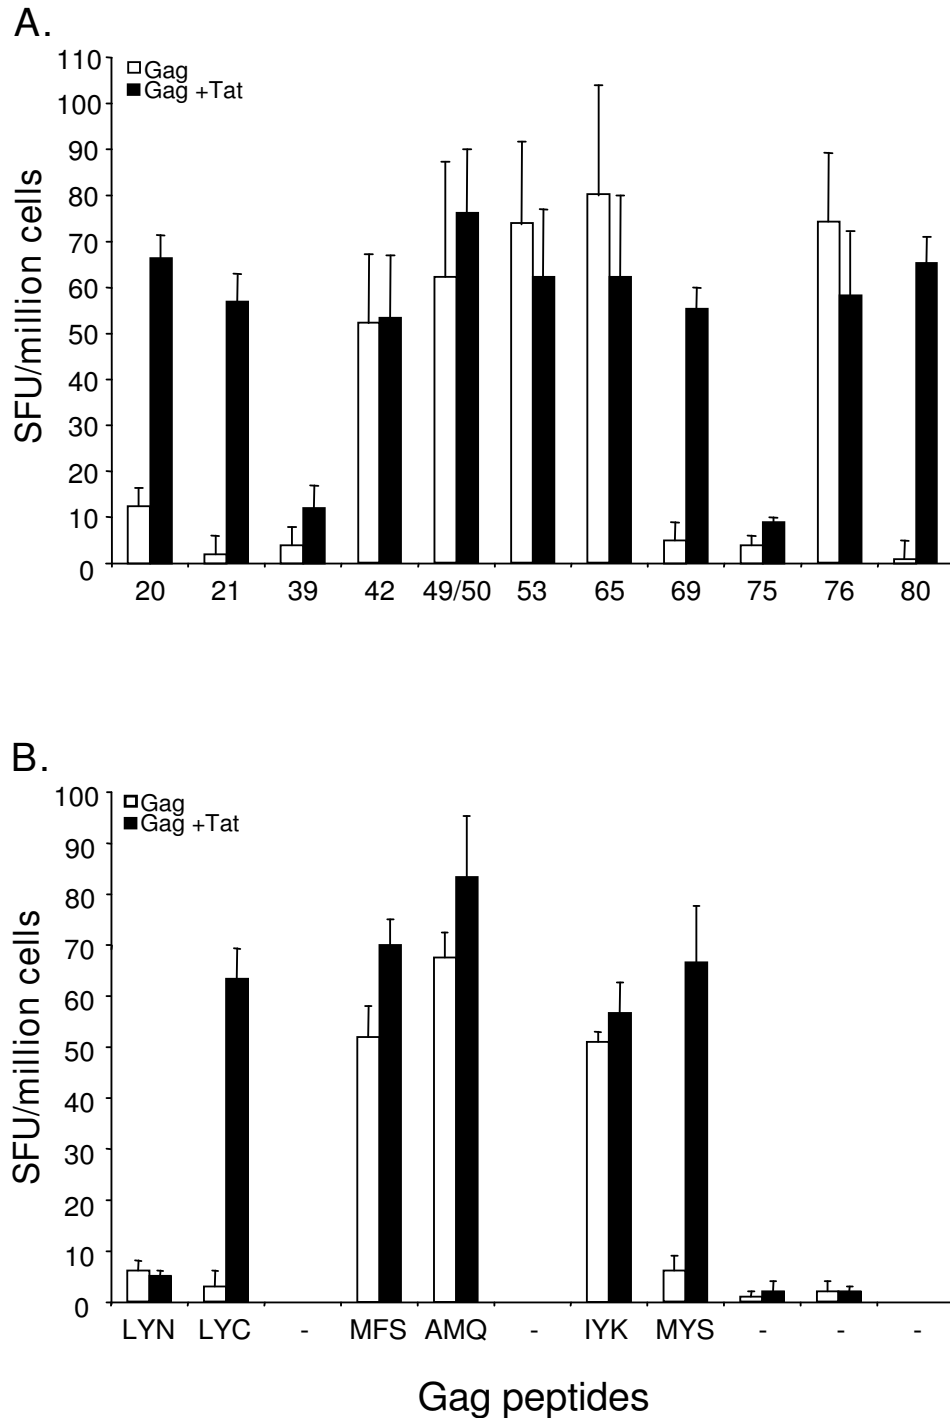 A.
Gag
Gag +Tat
110
100
90
80
70
60
50
40
30
20
10
0
SFU/million cells
20 21 39 42 49/50 53 65 69 75 76 80
B.
Gag
Gag +Tat
100
90
80
70
60
50
40
30
20
10
0
SFU/million cells
LYN LYC - MFS AMQ - IYK MYS - - -
Gag peptides